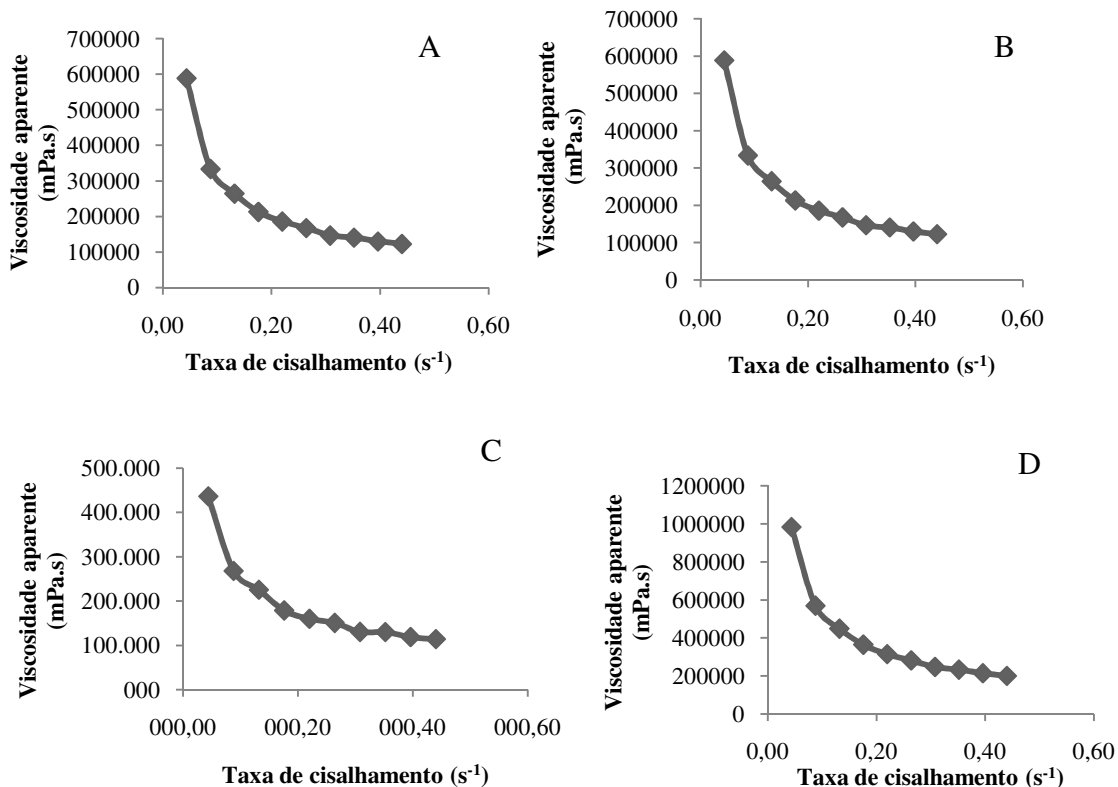 A
Viscosidade aparente
(mPa.s)
700000
600000
500000
400000
300000
200000
100000
0
0,00 0,20 0,40 0,60
Taxa de cisalhamento (s-1)
B
Viscosidade aparente
(mPa.s)
700000
600000
500000
400000
300000
200000
100000
0
0,00 0,20 0,40 0,60
Taxa de cisalhamento (s-1)
C
Viscosidade aparente
(mPa.s)
500.000
400.000
300.000
200.000
100.000
000
000,00 000,20 000,40 000,60
Taxa de cisalhamento (s-1)
D
Viscosidade aparente
(mPa.s)
1200000
1000000
800000
600000
400000
200000
0
0,00 0,20 0,40 0,60
Taxa de cisalhamento (s-1)